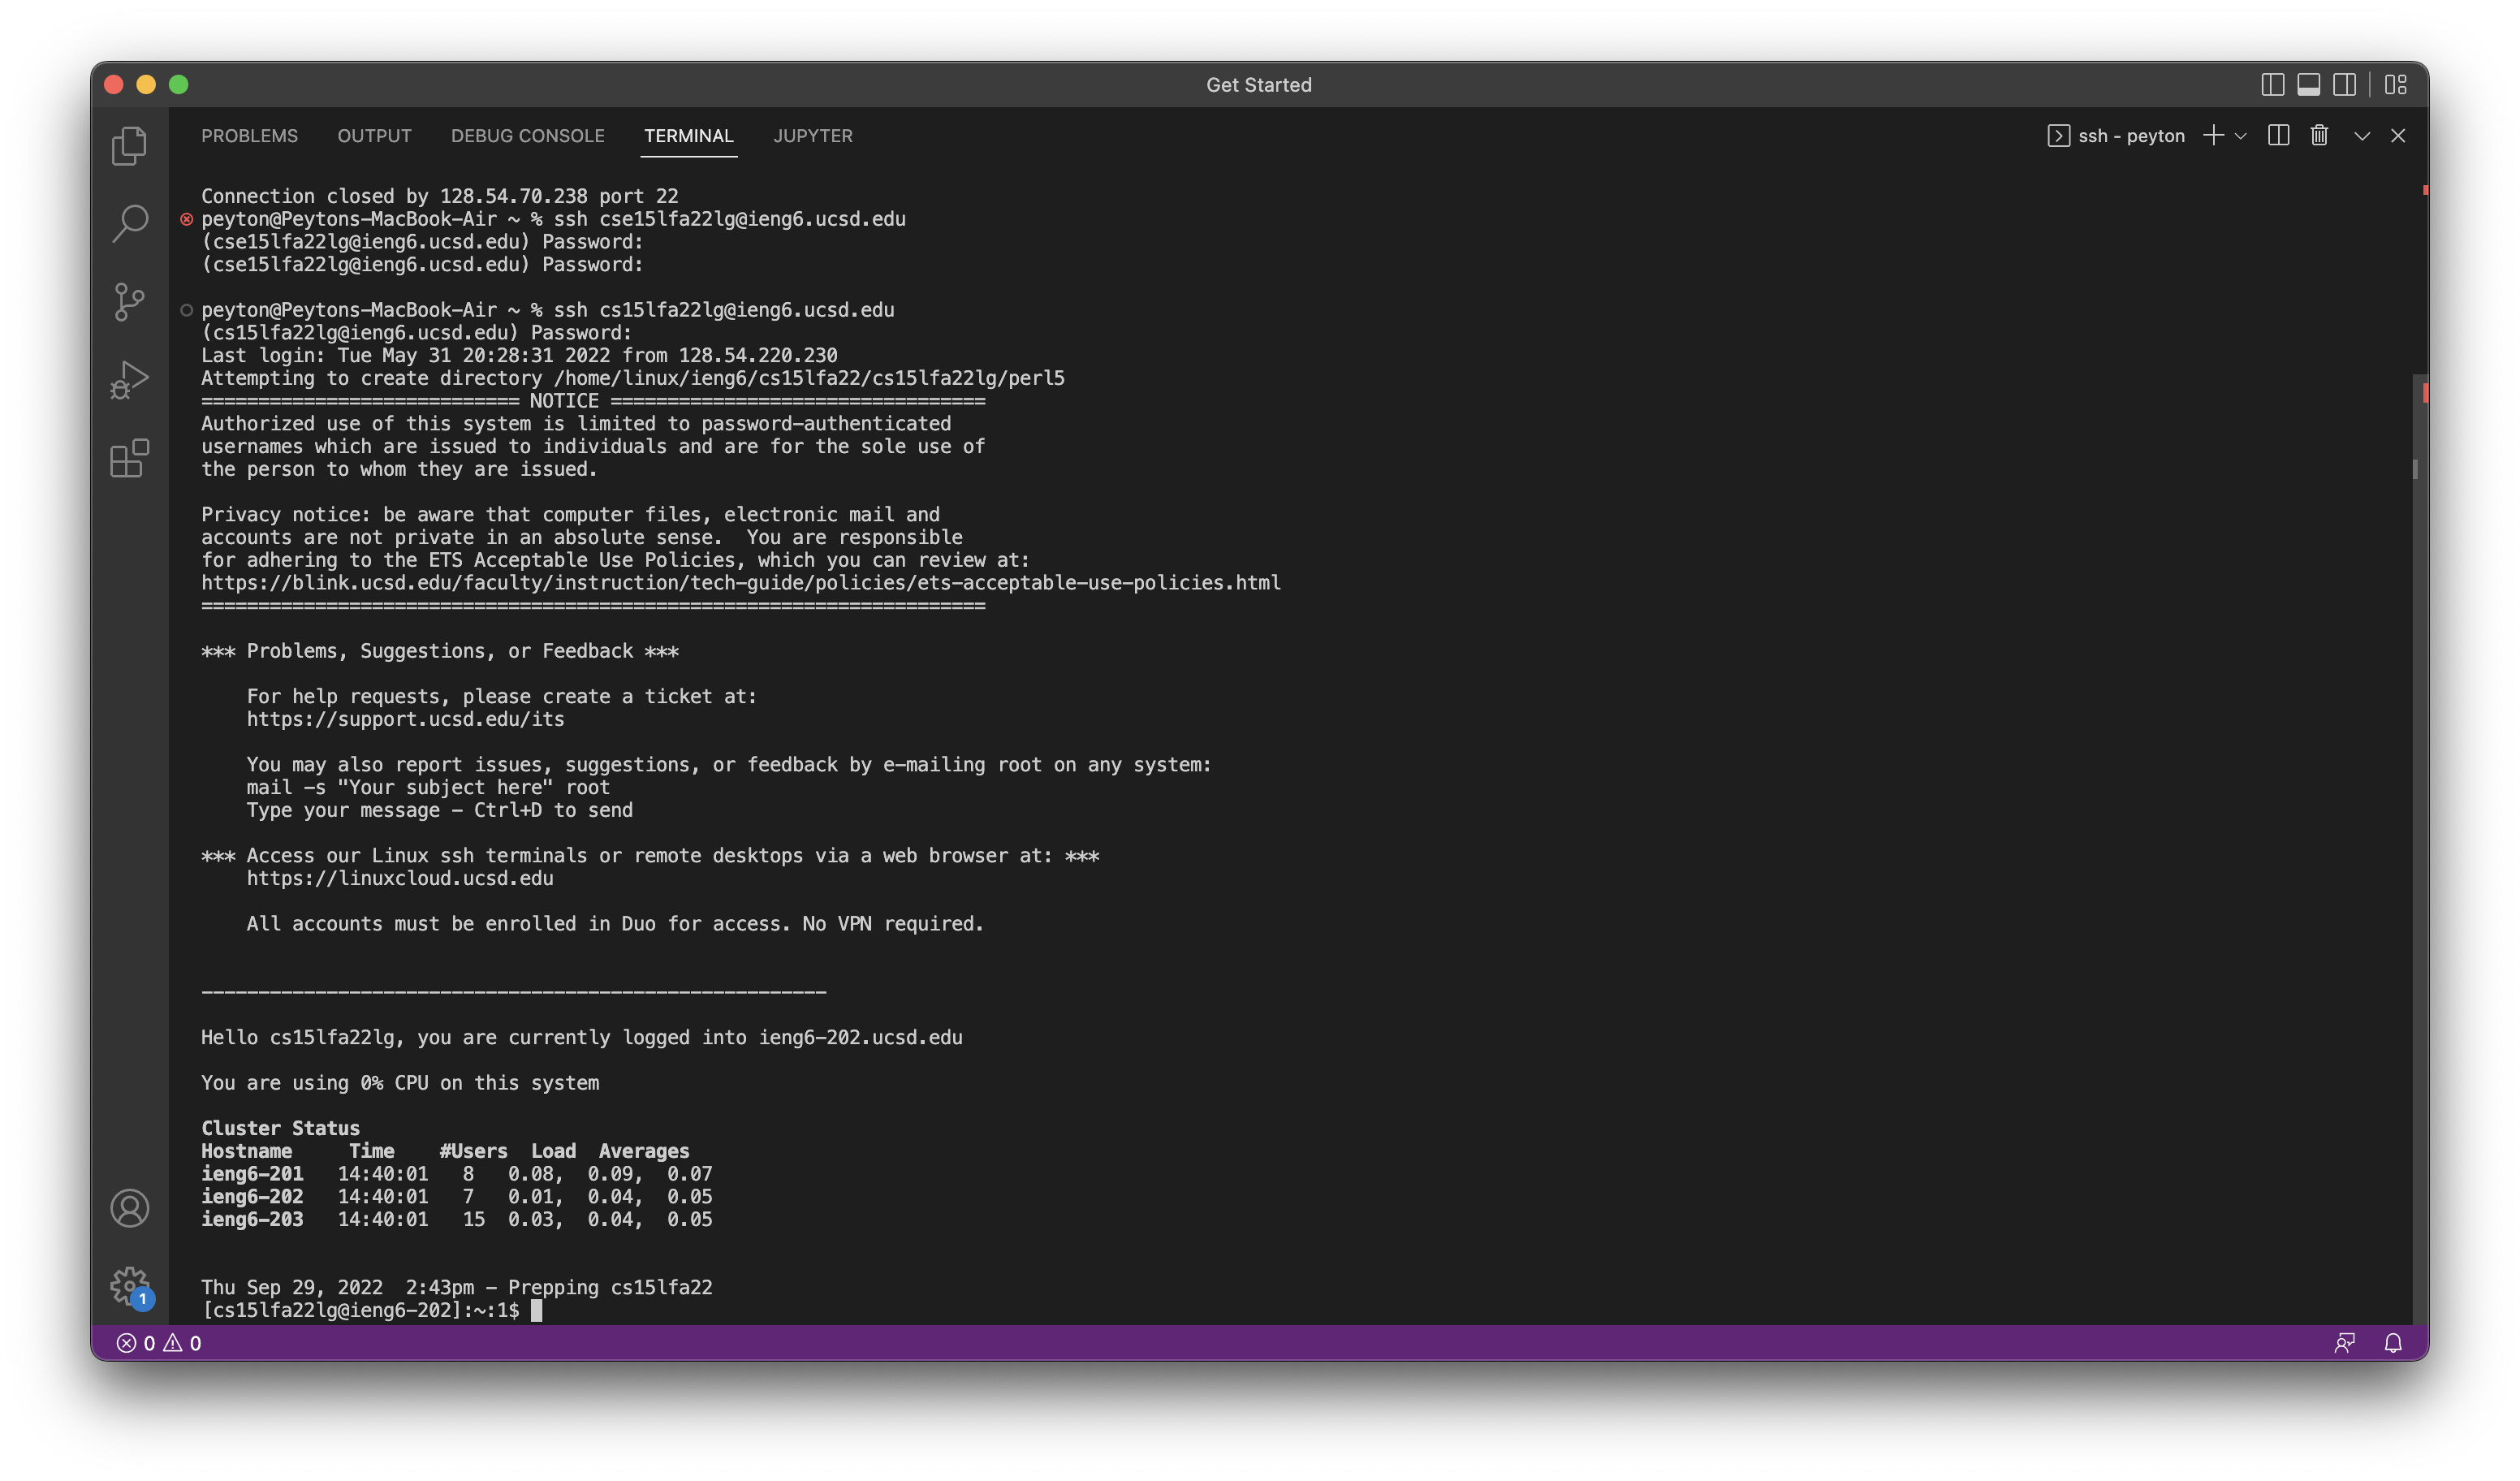 Get Started
PROBLEMS OUTPUT DEBUG CONSOLE TERMINAL JUPYTER ssh - peyton
Connection closed by 128.54.70.238 port 22
peyton@Peytons-MacBook-Air ~ % ssh cse15lfa22lg@ieng6.ucsd.edu
(cse15lfa22lg@ieng6.ucsd.edu) Password:
(cse15lfa22lg@ieng6.ucsd.edu) Password:
peyton@Peytons-MacBook-Air ~ % ssh cs15lfa22lg@ieng6.ucsd.edu
(cs15lfa22lg@ieng6.ucsd.edu) Password:
Last login: Tue May 31 20:28:31 2022 from 128.54.220.230
Attempting to create directory /home/linux/ieng6/cs15lfa22/cs15lfa22lg/perl5
============================ NOTICE =================================
Authorized use of this system is limited to password-authenticated
usernames which are issued to individuals and are for the sole use of
the person to whom they are issued.
Privacy notice: be aware that computer files, electronic mail and
accounts are not private in an absolute sense.  You are responsible
for adhering to the ETS Acceptable Use Policies, which you can review at:
https://blink.ucsd.edu/faculty/instruction/tech-guide/policies/ets-acceptable-use-policies.html
=====================================================================
*** Problems, Suggestions, or Feedback ***
For help requests, please create a ticket at:
https://support.ucsd.edu/its
You may also report issues, suggestions, or feedback by e-mailing root on any system:
mail -s "Your subject here" root
Type your message - Ctrl+D to send
*** Access our Linux ssh terminals or remote desktops via a web browser at: ***
https://linuxcloud.ucsd.edu
All accounts must be enrolled in Duo for access. No VPN required.
-------------------------------------------------------
Hello cs15lfa22lg, you are currently logged into ieng6-202.ucsd.edu
You are using 0% CPU on this system
Cluster Status
Hostname     Time    #Users  Load  Averages
ieng6-201   14:40:01   8   0.08,  0.09,  0.07
ieng6-202   14:40:01   7   0.01,  0.04,  0.05
ieng6-203   14:40:01   15  0.03,  0.04,  0.05
Thu Sep 29, 2022  2:43pm - Prepping cs15lfa22
[cs15lfa22lg@ieng6-202]:~:1$
1
0 0